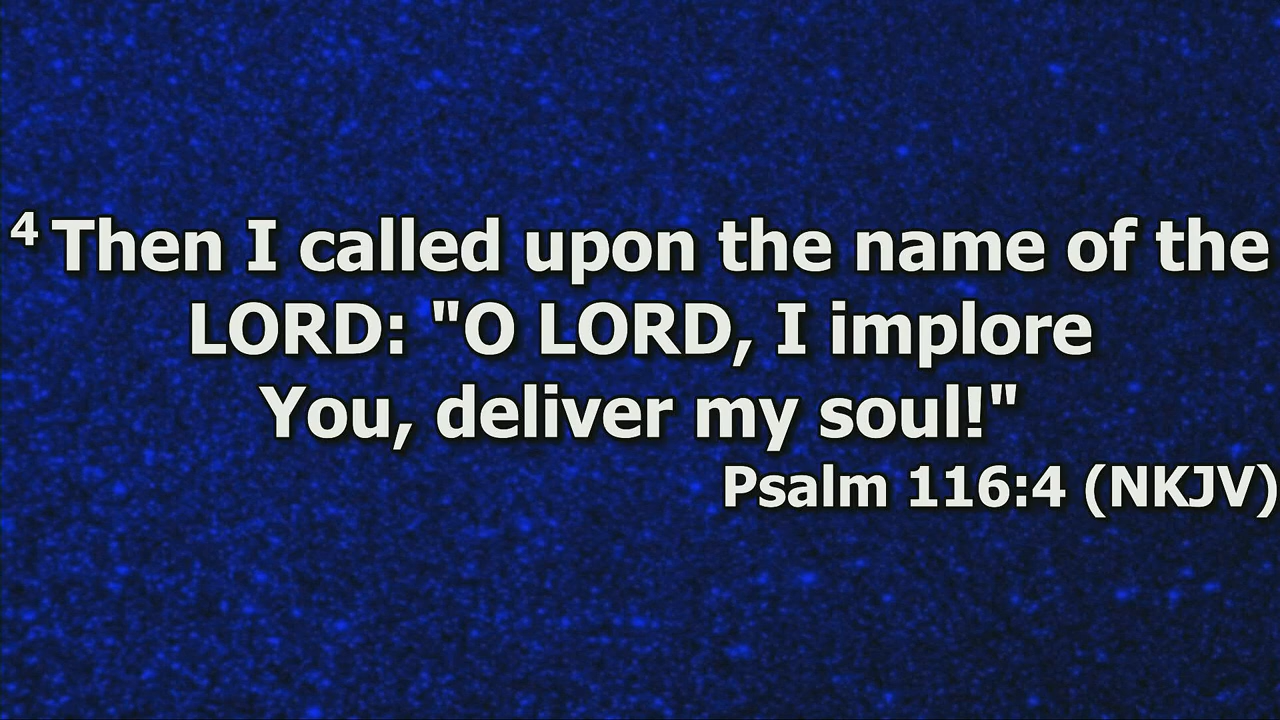 4 Then I called upon the name of the
LORD: "O LORD, I implore
You, deliver my soul!"
Psalm 116:4 (NKJV)